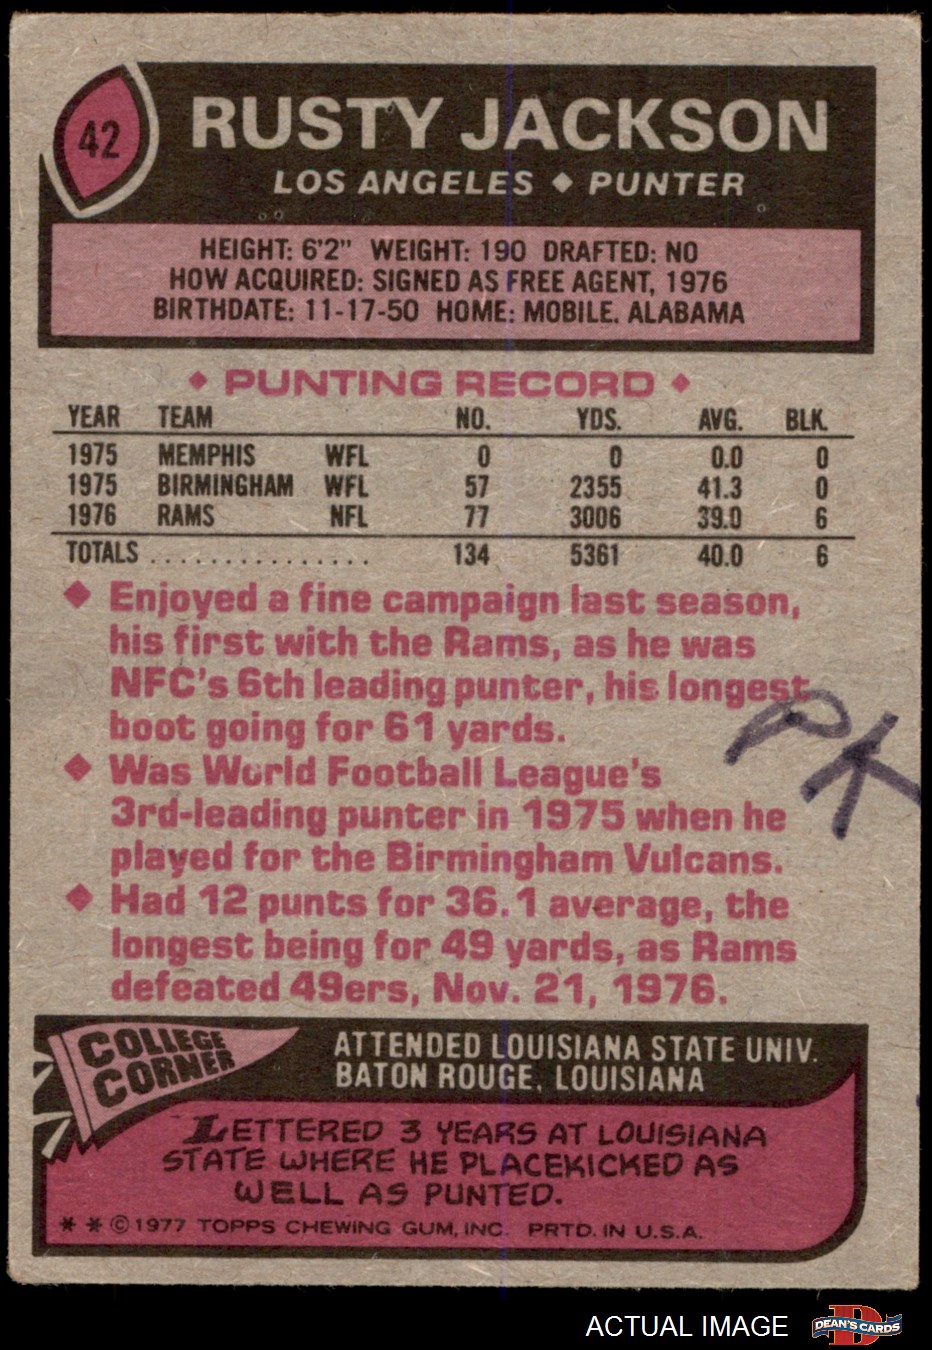 42
RUSTY JACKSON
LOS ANGELES ◆ PUNTER
HEIGHT: 6'2" WEIGHT: 190 DRAFTED: NO
HOW ACQUIRED: SIGNED AS FREE AGENT, 1976
BIRTHDATE: 11-17-50 HOME: MOBILE, ALABAMA
◆ PUNTING RECORD ◆
YEAR TEAM NO. YDS. AVG. BLK.
1975 MEMPHIS WFL 0 0 0.0 0
1975 BIRMINGHAM WFL 57 2355 41.3 0
1976 RAMS NFL 77 3006 39.0 6
TOTALS ............... 134 5361 40.0 6
◆ Enjoyed a fine campaign last season,
his first with the Rams, as he was
NFC's 6th leading punter, his longest
boot going for 61 yards.
PK
◆ Was World Football League's
3rd-leading punter in 1975 when he
played for the Birmingham Vulcans.
◆ Had 12 punts for 36.1 average, the
longest being for 49 yards, as Rams
defeated 49ers, Nov. 21, 1976.
COLLEGE
CORNER
ATTENDED LOUISIANA STATE UNIV.
BATON ROUGE, LOUISIANA
LETTERED 3 YEARS AT LOUISIANA
STATE WHERE HE PLACEKICKED AS
WELL AS PUNTED.
* * © 1977 TOPPS CHEWING GUM, INC. PRTD. IN U.S.A.
ACTUAL IMAGE
DEAN'S CARDS